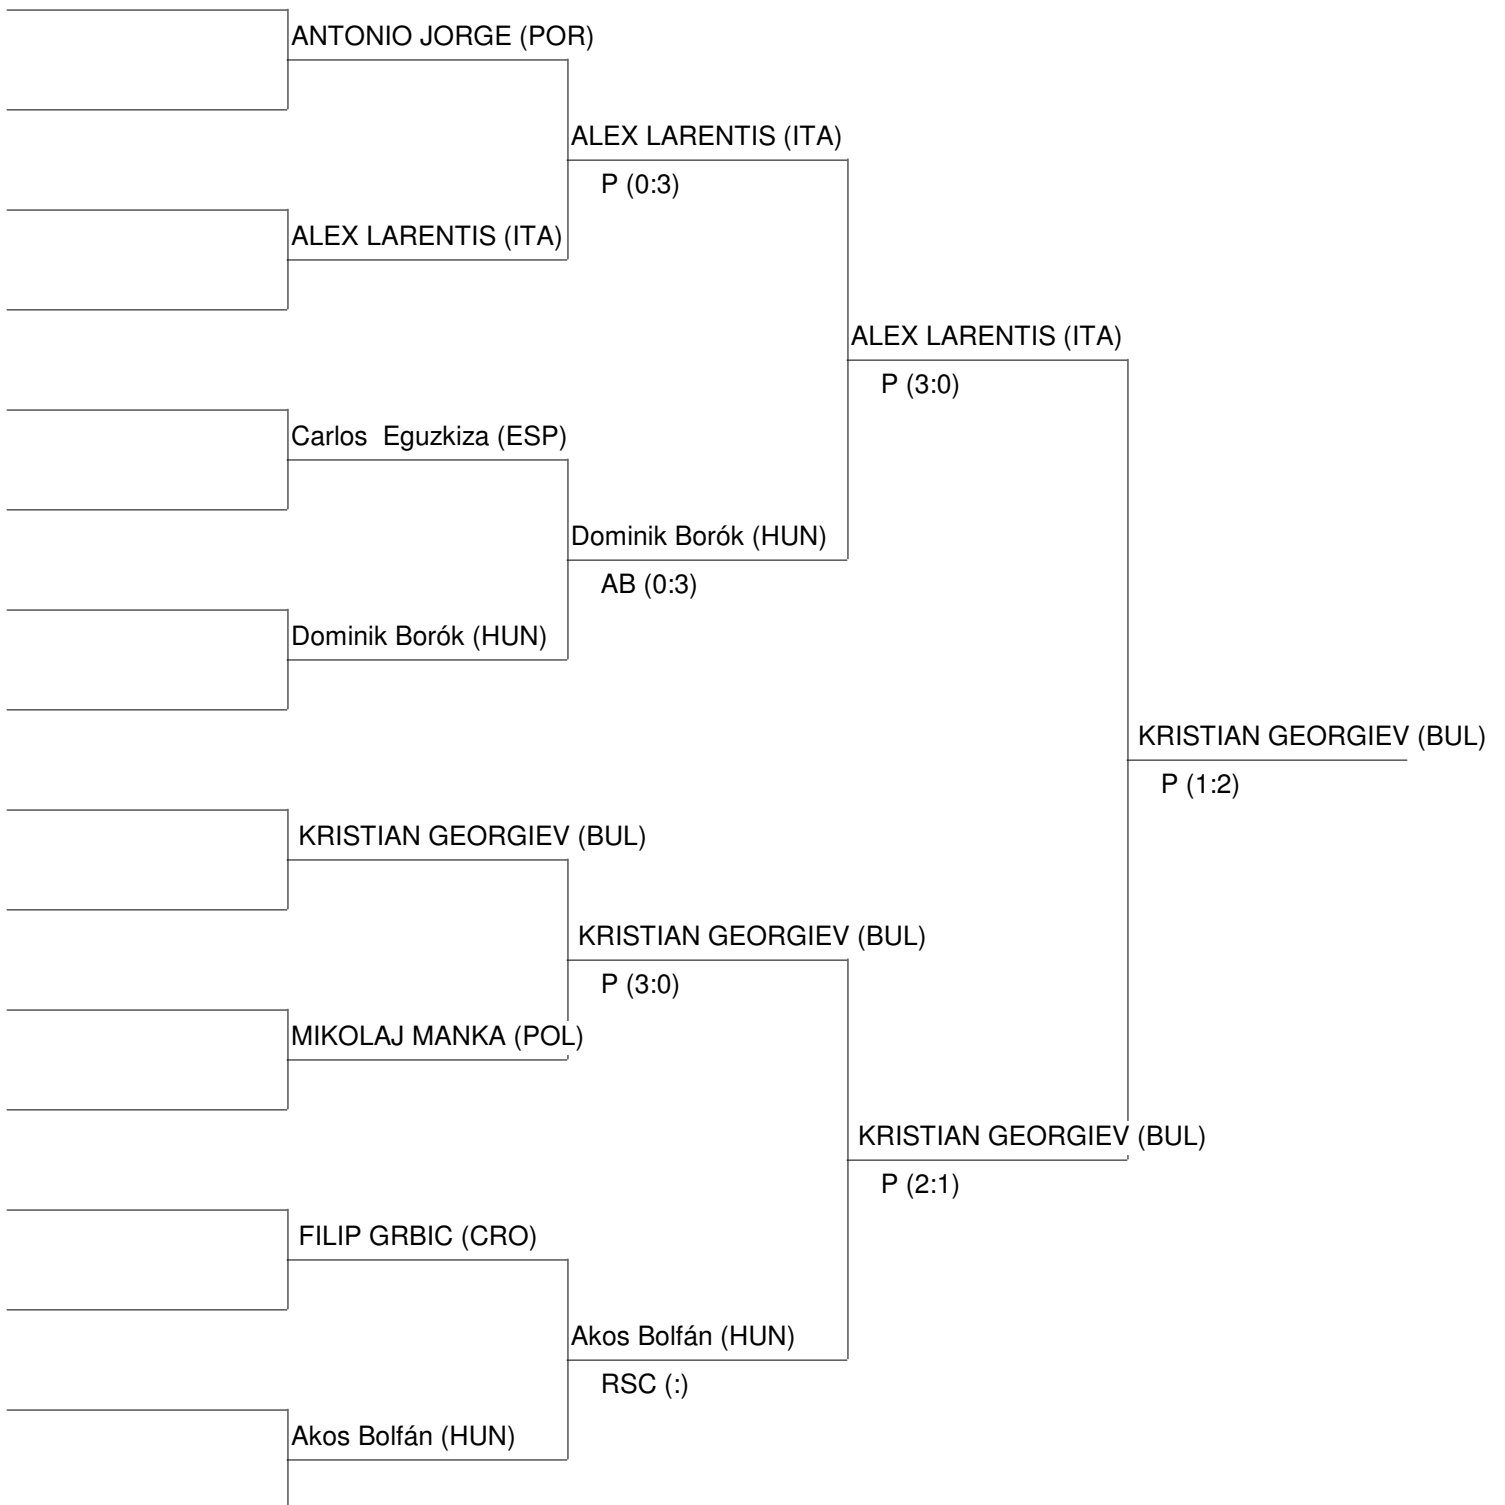 ANTONIO JORGE (POR)
ALEX LARENTIS (ITA)
P (0:3)
ALEX LARENTIS (ITA)
ALEX LARENTIS (ITA)
P (3:0)
Carlos  Eguzkiza (ESP)
Dominik Borók (HUN)
AB (0:3)
Dominik Borók (HUN)
KRISTIAN GEORGIEV (BUL)
P (1:2)
KRISTIAN GEORGIEV (BUL)
KRISTIAN GEORGIEV (BUL)
P (3:0)
MIKOLAJ MANKA (POL)
KRISTIAN GEORGIEV (BUL)
P (2:1)
FILIP GRBIC (CRO)
Akos Bolfán (HUN)
RSC (:)
Akos Bolfán (HUN)